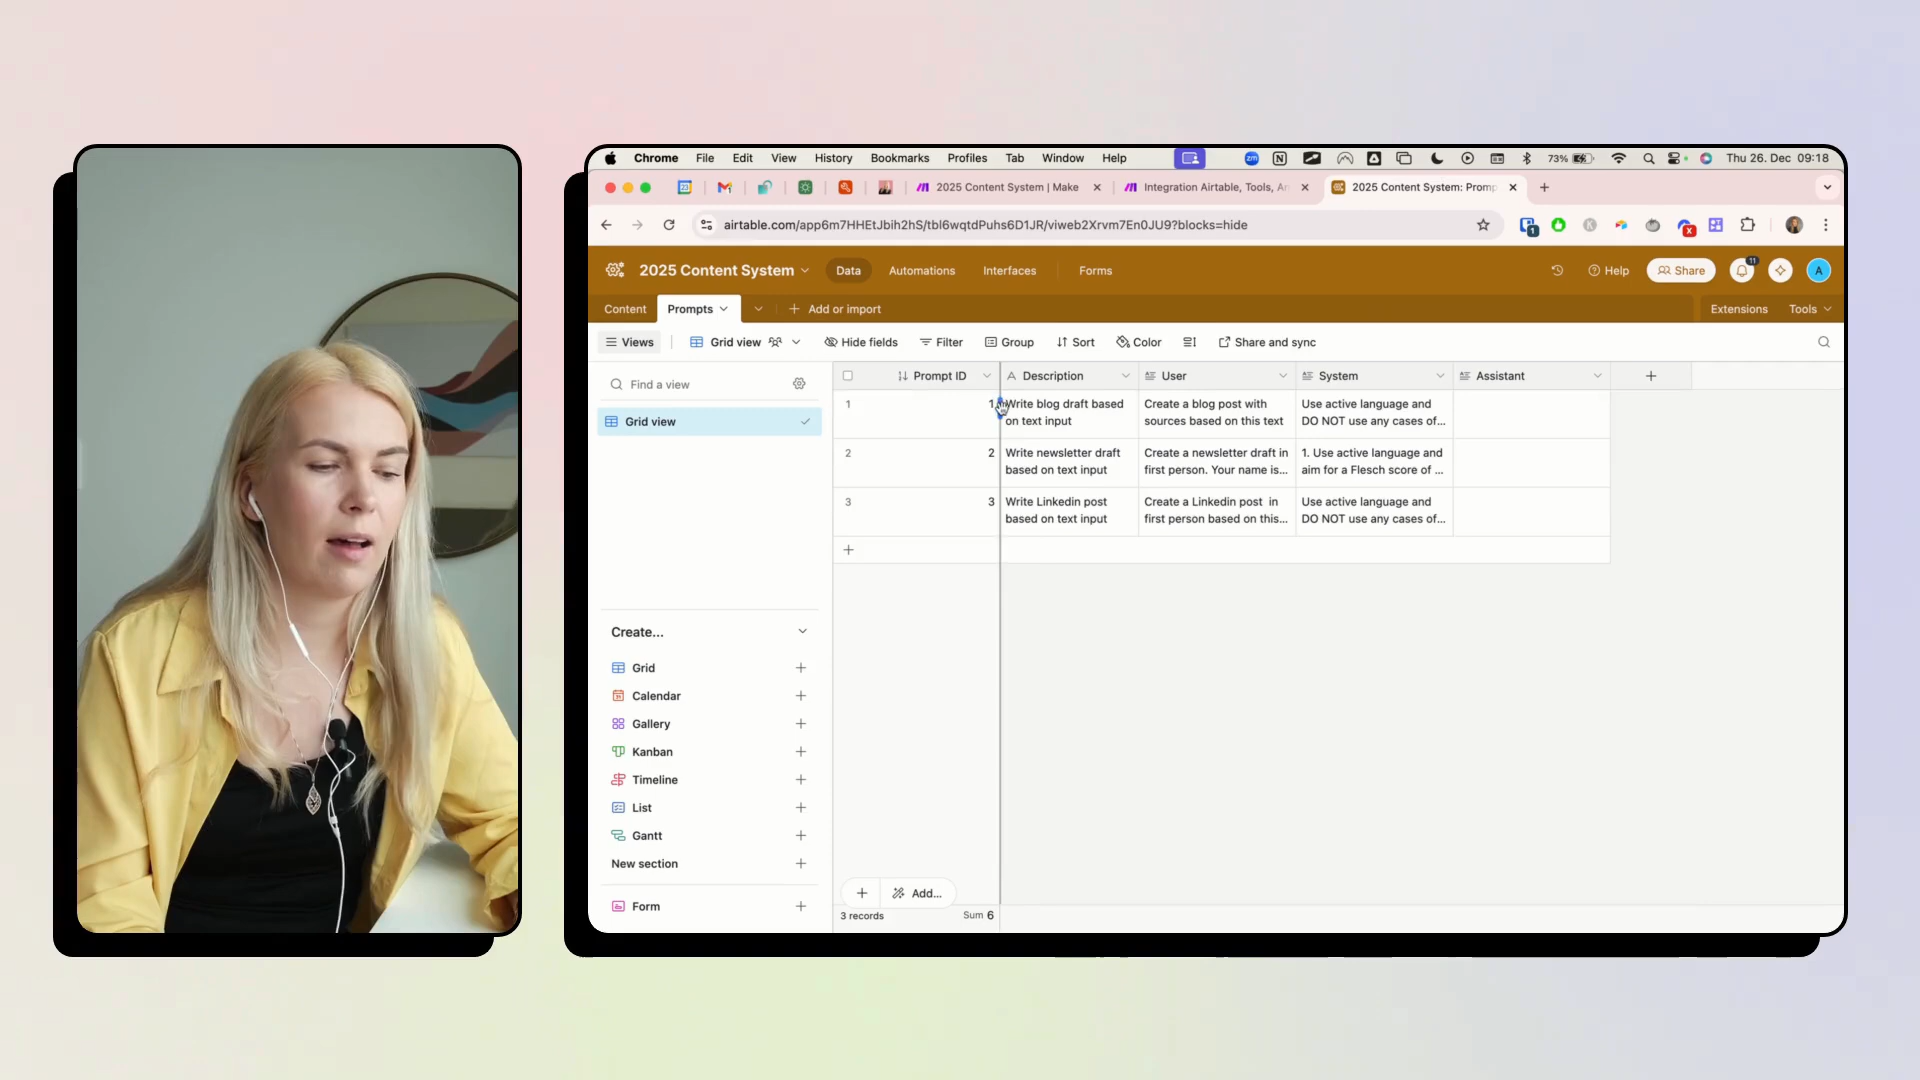 Chrome File Edit View History Bookmarks Profiles Tab Window Help zm 73% Thu 26. Dec 09:18
2025 Content System | Make
Integration Airtable, Tools, An
2025 Content System: Promp
airtable.com/app6m7HHEtJbih2hS/tbl6wqtdPuhs6D1JR/viweb2Xrvm7En0JU9?blocks=hide
2025 Content System Data Automations Interfaces Forms Help Share 11 A
Content Prompts Add or import Extensions Tools
Views Grid view Hide fields Filter Group Sort Color Share and sync
Find a view
Grid view
Create...
Grid
Calendar
Gallery
Kanban
Timeline
List
Gantt
New section
Form
Prompt ID Description User System Assistant
1 1 Write blog draft based on text input
Create a blog post with sources based on this text
Use active language and DO NOT use any cases of...
2 2 Write newsletter draft based on text input
Create a newsletter draft in first person. Your name is...
1. Use active language and aim for a Flesch score of ...
3 3 Write Linkedin post based on text input
Create a Linkedin post in first person based on this...
Use active language and DO NOT use any cases of...
Add...
3 records Sum 6